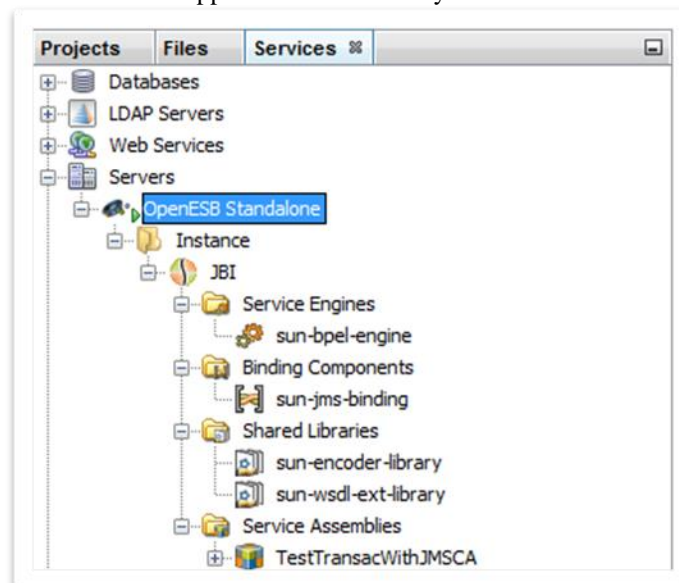 Projects Files Services
Databases
LDAP Servers
Web Services
Servers
OpenESB Standalone
Instance
JBI
Service Engines
sun-bpel-engine
Binding Components
sun-jms-binding
Shared Libraries
sun-encoder-library
sun-wsdl-ext-library
Service Assemblies
TestTransacWithJMSCA